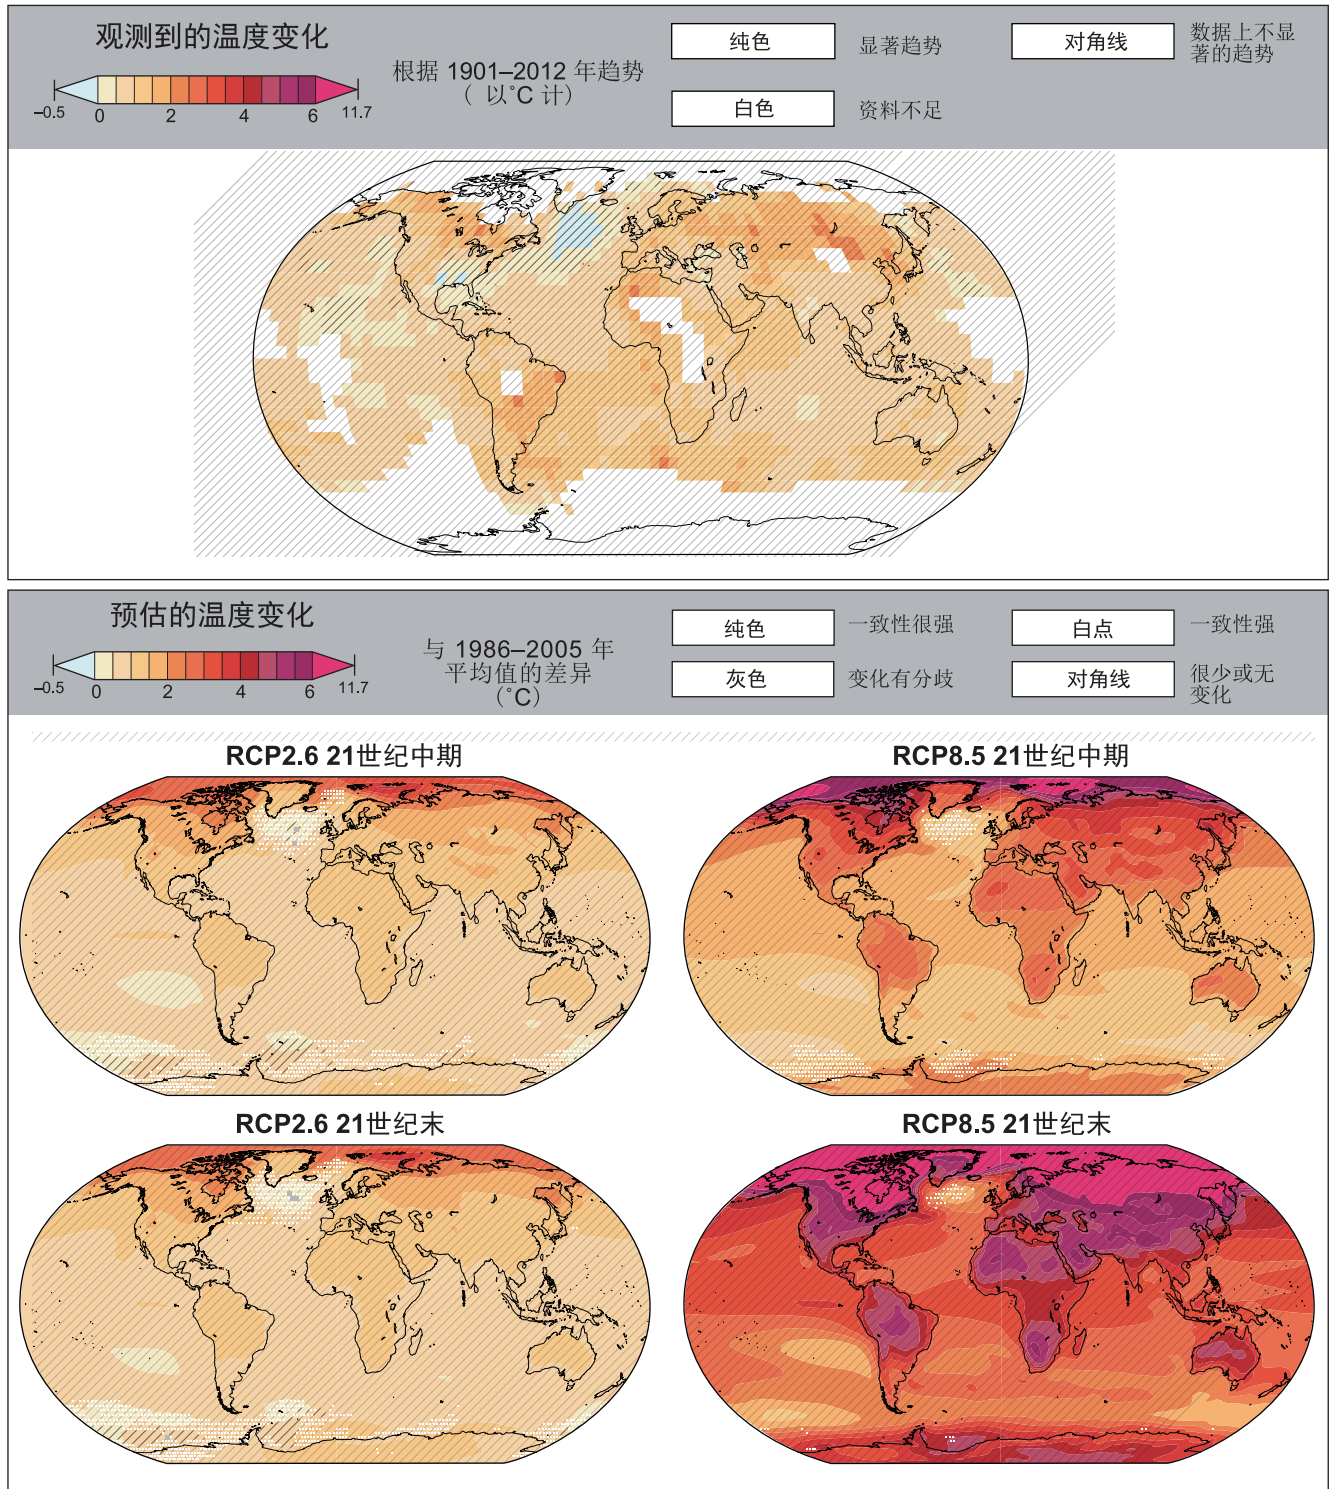 观测到的温度变化
–0.5 0 2 4 6 11.7
根据 1901–2012 年趋势
（ 以°C 计）
纯色
显著趋势
对角线
数据上不显
著的趋势
白色
资料不足
预估的温度变化
–0.5 0 2 4 6 11.7
与 1986–2005 年
平均值的差异
（°C）
纯色
一致性很强
白点
一致性强
灰色
变化有分歧
对角线
很少或无
变化
RCP2.6 21世纪中期
RCP8.5 21世纪中期
RCP2.6 21世纪末
RCP8.5 21世纪末